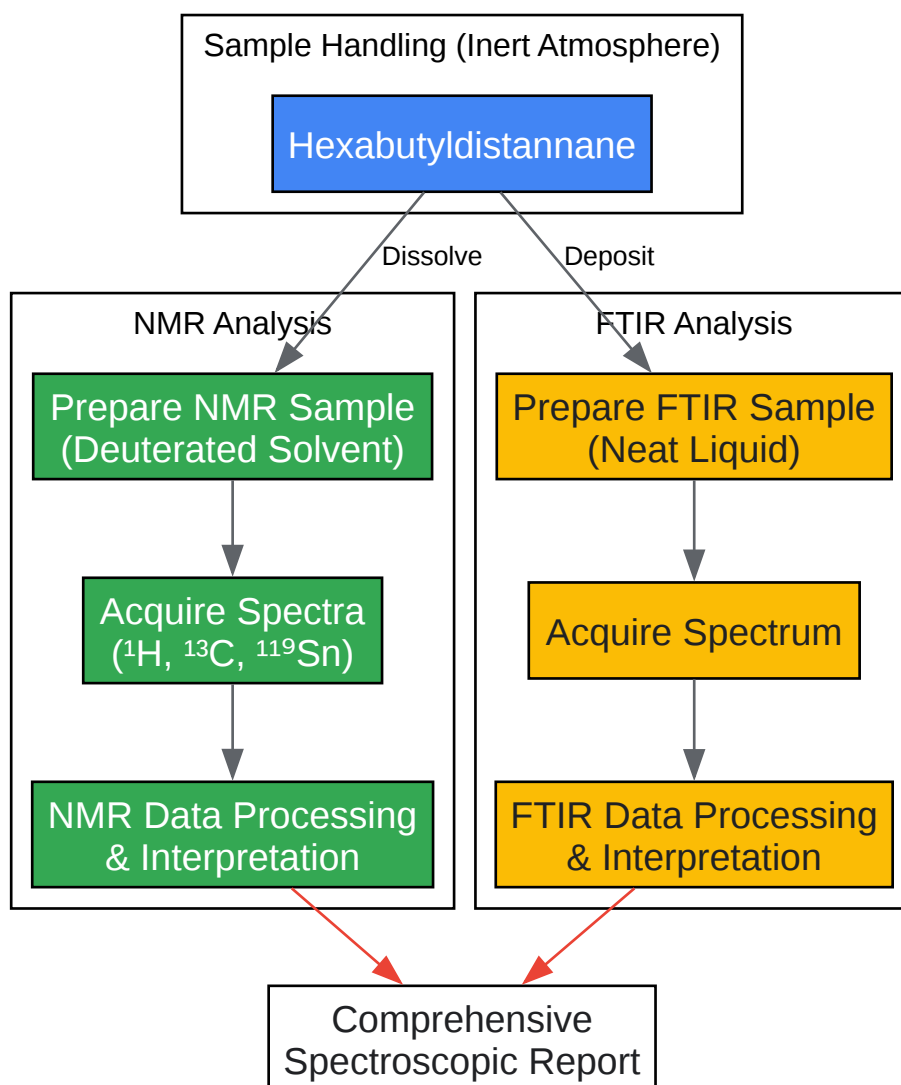 Sample Handling (Inert Atmosphere)
Hexabutyldistannane
Dissolve
Deposit
NMR Analysis
Prepare NMR Sample
(Deuterated Solvent)
Acquire Spectra
(¹H, ¹³C, ¹¹⁹Sn)
NMR Data Processing
& Interpretation
FTIR Analysis
Prepare FTIR Sample
(Neat Liquid)
Acquire Spectrum
FTIR Data Processing
& Interpretation
Comprehensive
Spectroscopic Report